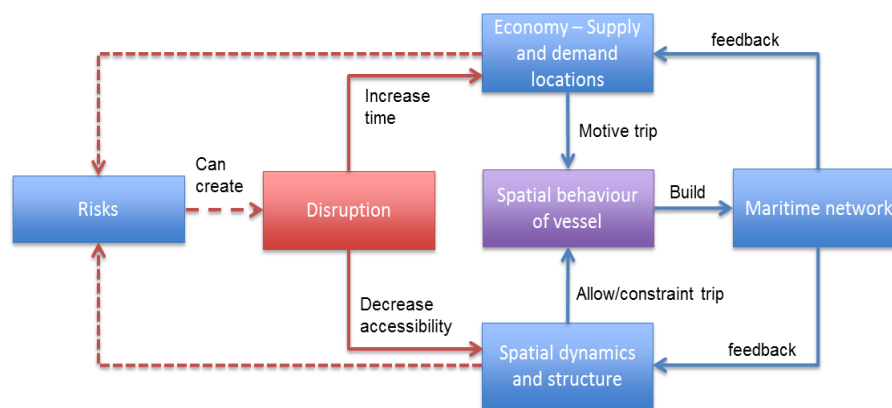 Economy – Supply
and demand
locations
feedback
Increase
time
Motive trip
Can
create
Risks
Disruption
Spatial behaviour
of vessel
Build
Maritime network
Decrease
accessibility
Allow/constraint trip
Spatial dynamics
and structure
feedback